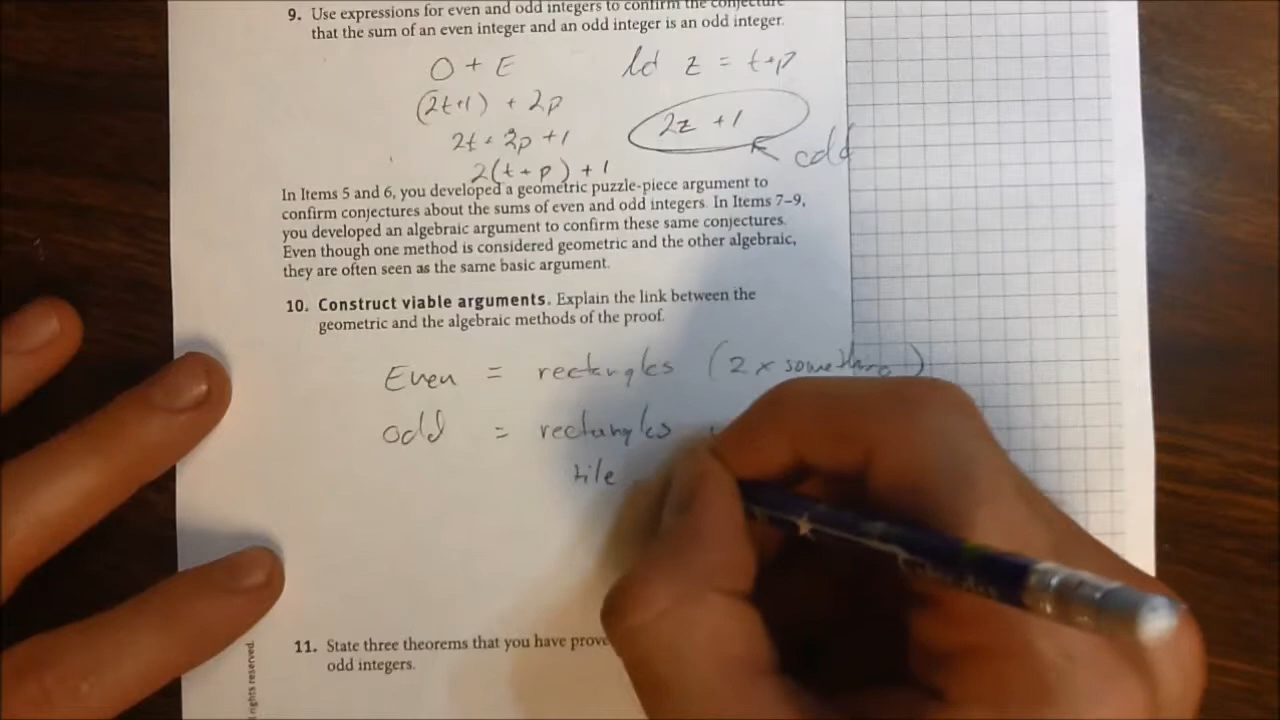 9. Use expressions for even and odd integers to confirm the conjecture
that the sum of an even integer and an odd integer is an odd integer.
O + E
(2t+1) + 2p
2t + 2p + 1
2(t + p) + 1
z = t+p
2z + 1
odd
In Items 5 and 6, you developed a geometric puzzle-piece argument to
confirm conjectures about the sums of even and odd integers. In Items 7–9,
you developed an algebraic argument to confirm these same conjectures.
Even though one method is considered geometric and the other algebraic,
they are often seen as the same basic argument.
10. Construct viable arguments. Explain the link between the
geometric and the algebraic methods of the proof.
Even = rectangles (2 x something)
odd = rectangles
tile
11. State three theorems that you have
odd integers.
rights reserved.